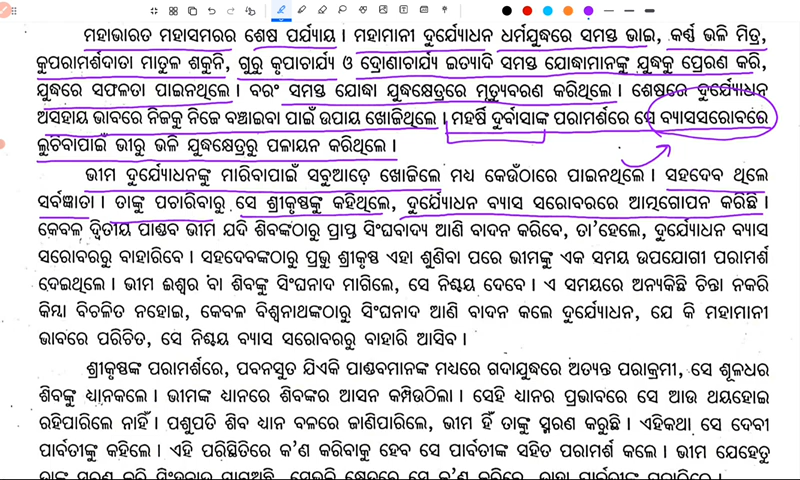 ମହାଭାରତ ମହାସମରର ଶେଷ ପର୍ଯ୍ୟାୟ । ମହାମାନୀ ଦୁର୍ଯ୍ୟୋଧନ ଧର୍ମଯୁଦ୍ଧରେ ସମସ୍ତ ଭାଇ, କର୍ଣ୍ଣ ଭଳି ମିତ୍ର,
କୁପରାମର୍ଶଦାତା ମାତୁଳ ଶକୁନି, ଗୁରୁ କୃପାଚାର୍ଯ୍ୟ ଓ ଦ୍ରୋଣାଚାର୍ଯ୍ୟ ଇତ୍ୟାଦି ସମସ୍ତ ଯୋଦ୍ଧାମାନଙ୍କୁ ଯୁଦ୍ଧକୁ ପ୍ରେରଣ କରି,
ଯୁଦ୍ଧରେ ସଫଳତା ପାଇନଥିଲେ । ବରଂ ସମସ୍ତ ଯୋଦ୍ଧା ଯୁଦ୍ଧକ୍ଷେତ୍ରରେ ମୃତ୍ୟୁବରଣ କରିଥିଲେ । ଶେଷରେ ଦୁର୍ଯ୍ୟୋଧନ
ଅସହାୟ ଭାବରେ ନିଜକୁ ନିଜେ ବଞ୍ଚାଇବା ପାଇଁ ଉପାୟ ଖୋଜିଥିଲେ । ମହର୍ଷି ଦୁର୍ବାସାଙ୍କ ପରାମର୍ଶରେ ସେ ବ୍ୟାସସରୋବରେ
ଲୁଚିବାପାଇଁ ଭୀରୁ ଭଳି ଯୁଦ୍ଧକ୍ଷେତ୍ରରୁ ପଳାୟନ କରିଥିଲେ ।
ଭୀମ ଦୁର୍ଯ୍ୟୋଧନଙ୍କୁ ମାରିବାପାଇଁ ସବୁଆଡ଼େ ଖୋଜିଲେ ମଧ୍ୟ କେଉଁଠାରେ ପାଇନଥିଲେ । ସହଦେବ ଥିଲେ
ସର୍ବଜ୍ଞାତା । ତାଙ୍କୁ ପଚାରିବାରୁ ସେ ଶ୍ରୀକୃଷ୍ଣଙ୍କୁ କହିଥିଲେ, ଦୁର୍ଯ୍ୟୋଧନ ବ୍ୟାସ ସରୋବରରେ ଆତ୍ମଗୋପନ କରିଛି ।
କେବଳ ଦ୍ୱିତୀୟ ପାଣ୍ଡବ ଭୀମ ଯଦି ଶିବଙ୍କଠାରୁ ପ୍ରାପ୍ତ ସିଂଘବାଦ୍ୟ ଆଣି ବାଦନ କରିବେ, ତା’ହେଲେ, ଦୁର୍ଯ୍ୟୋଧନ ବ୍ୟାସ
ସରୋବରରୁ ବାହାରିବେ । ସହଦେବଙ୍କଠାରୁ ପ୍ରଭୁ ଶ୍ରୀକୃଷ୍ଣ ଏହା ଶୁଣିବା ପରେ ଭୀମଙ୍କୁ ଏକ ସମୟ ଉପଯୋଗୀ ପରାମର୍ଶ
ଦେଇଥିଲେ । ଭୀମ ଈଶ୍ୱର ବା ଶିବଙ୍କୁ ସିଂଘନାଦ ମାଗିଲେ, ସେ ନିଶ୍ଚୟ ଦେବେ । ଏ ସମୟରେ ଅନ୍ୟକିଛି ଚିନ୍ତା ନକରି
କିମ୍ବା ବିଚଳିତ ନହୋଇ, କେବଳ ବିଶ୍ୱନାଥଙ୍କଠାରୁ ସିଂଘନାଦ ଆଣି ବାଦନ କଲେ ଦୁର୍ଯ୍ୟୋଧନ, ଯେ କି ମହାମାନୀ
ଭାବରେ ପରିଚିତ, ସେ ନିଶ୍ଚୟ ବ୍ୟାସ ସରୋବରରୁ ବାହାରି ଆସିବ ।
ଶ୍ରୀକୃଷ୍ଣଙ୍କ ପରାମର୍ଶରେ, ପବନସୁତ ଯିଏକି ପାଣ୍ଡବମାନଙ୍କ ମଧ୍ୟରେ ଗଦାଯୁଦ୍ଧରେ ଅତ୍ୟନ୍ତ ପରାକ୍ରମୀ, ସେ ଶୂଳଧର
ଶିବଙ୍କୁ ଧ୍ୟାନକଲେ । ଭୀମଙ୍କ ଧ୍ୟାନରେ ଶିବଙ୍କର ଆସନ କମ୍ପିଉଠିଲା । ସେହି ଧ୍ୟାନର ପ୍ରଭାବରେ ସେ ଆଉ ଥୟହୋଇ
ରହିପାରିଲେ ନାହିଁ । ପଶୁପତି ଶିବ ଧ୍ୟାନ ବଳରେ ଜାଣିପାରିଲେ, ଭୀମ ହିଁ ତାଙ୍କୁ ସ୍ମରଣ କରୁଛି । ଏହିକଥା ସେ ଦେବୀ
ପାର୍ବତୀଙ୍କୁ କହିଲେ । ଏହି ପରିସ୍ଥିତିରେ କ’ଣ କରିବାକୁ ହେବ ସେ ପାର୍ବତୀଙ୍କ ସହିତ ପରାମର୍ଶ କଲେ । ଭୀମ ଯେହେତୁ